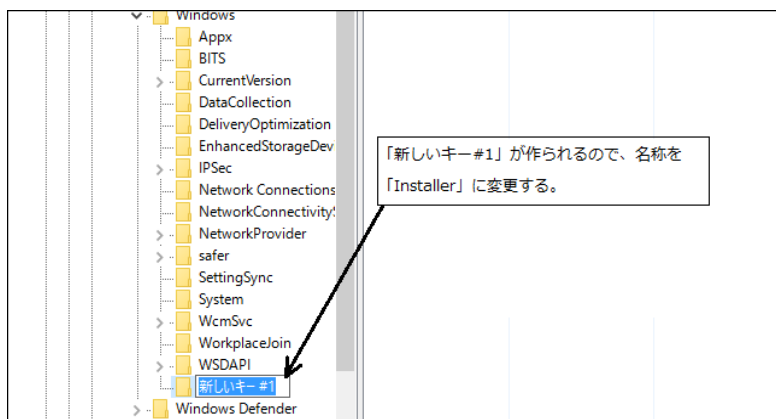 Windows
Appx
BITS
CurrentVersion
DataCollection
DeliveryOptimization
EnhancedStorageDev
IPSec
Network Connections
NetworkConnectivityS
NetworkProvider
safer
SettingSync
System
WcmSvc
WorkplaceJoin
WSDAPI
新しいキー #1
Windows Defender
「新しいキー#1」が作られるので、名称を
「Installer」に変更する。